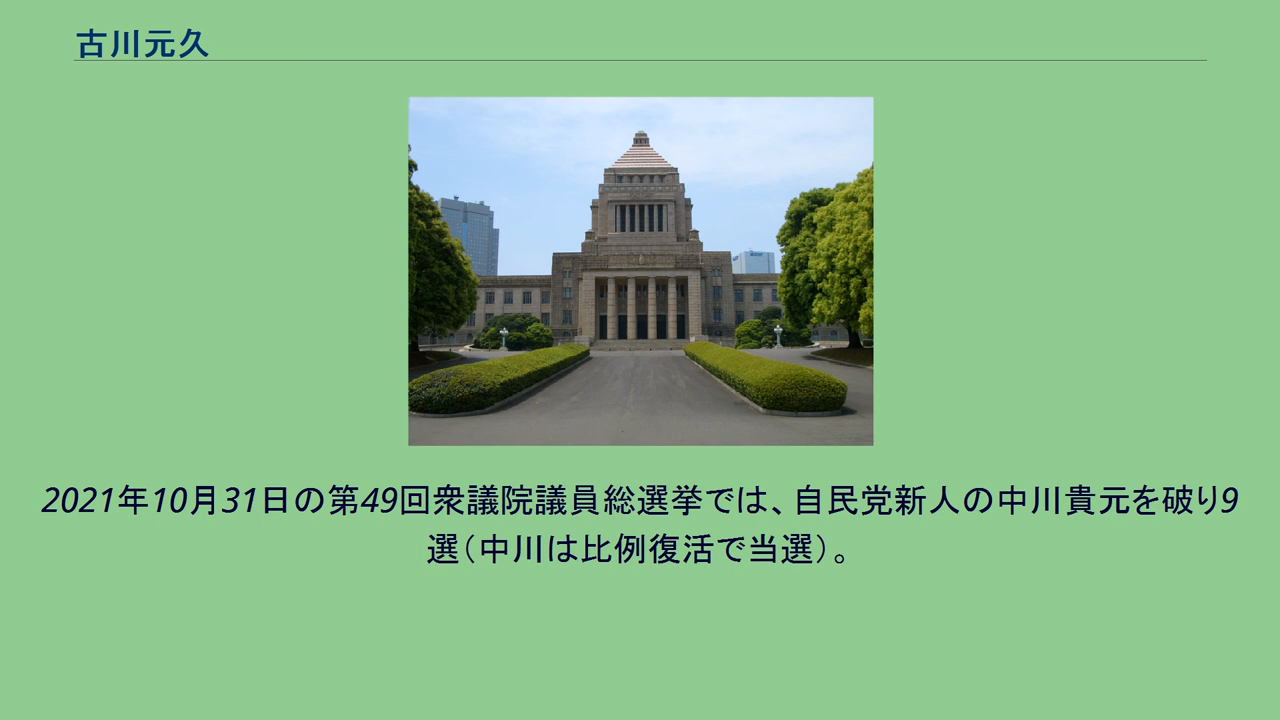 古川元久
2021年10月31日の第49回衆議院議員総選挙では、自民党新人の中川貴元を破り9
選（中川は比例復活で当選）。